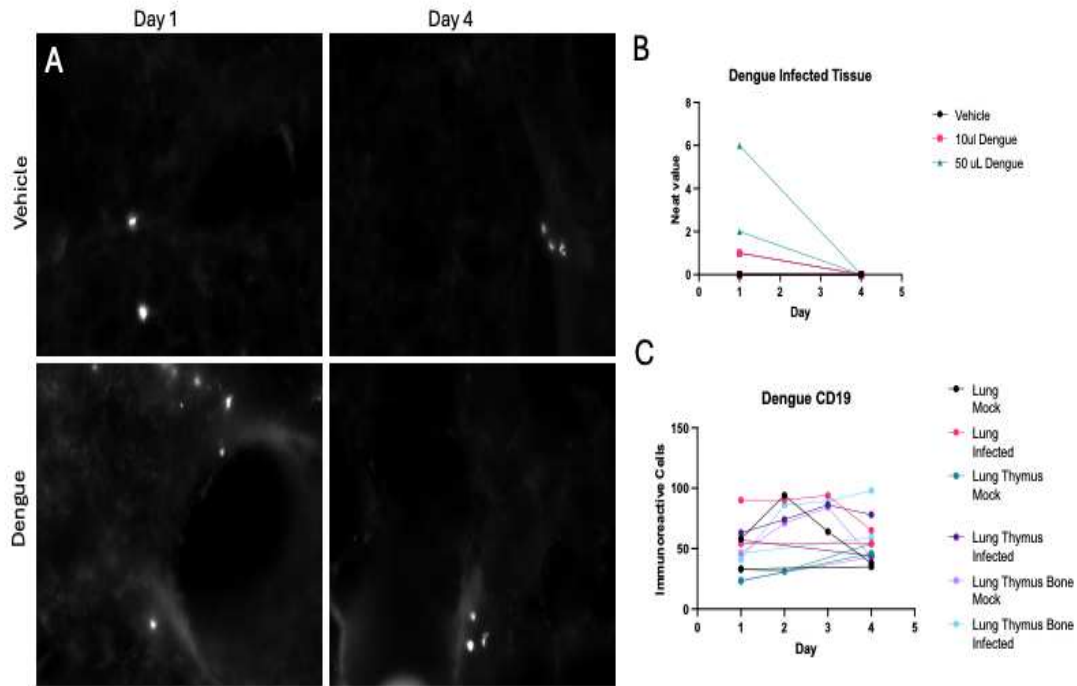 Day 1
Day 4
A
Vehicle
Dengue
B
Dengue Infected Tissue
Neat value
8
6
4
2
0
0 1 2 3 4 5
Day
Vehicle
10ul Dengue
50 uL Dengue
C
Dengue CD19
Immunoreactive Cells
150
100
50
0
0 1 2 3 4 5
Day
Lung
Mock
Lung
Infected
Lung Thymus
Mock
Lung Thymus
Infected
Lung Thymus Bone
Mock
Lung Thymus Bone
Infected